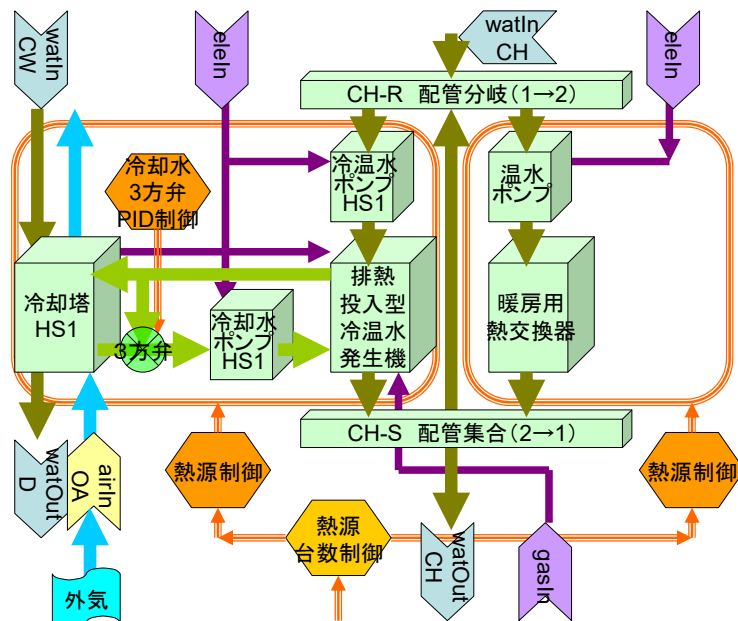 watIn
CW
eleIn
watIn
CH
eleIn
CH-R 配管分岐(1→2)
冷却水
3方弁
PID制御
冷温水
ポンプ
HS1
温水
ポンプ
冷却塔
HS1
3方弁
冷却水
ポンプ
HS1
排熱
投入型
冷温水
発生機
暖房用
熱交換器
CH-S 配管集合(2→1)
watOut
D
airIn
OA
熱源制御
熱源制御
熱源
台数制御
watOut
CH
gasIn
外気